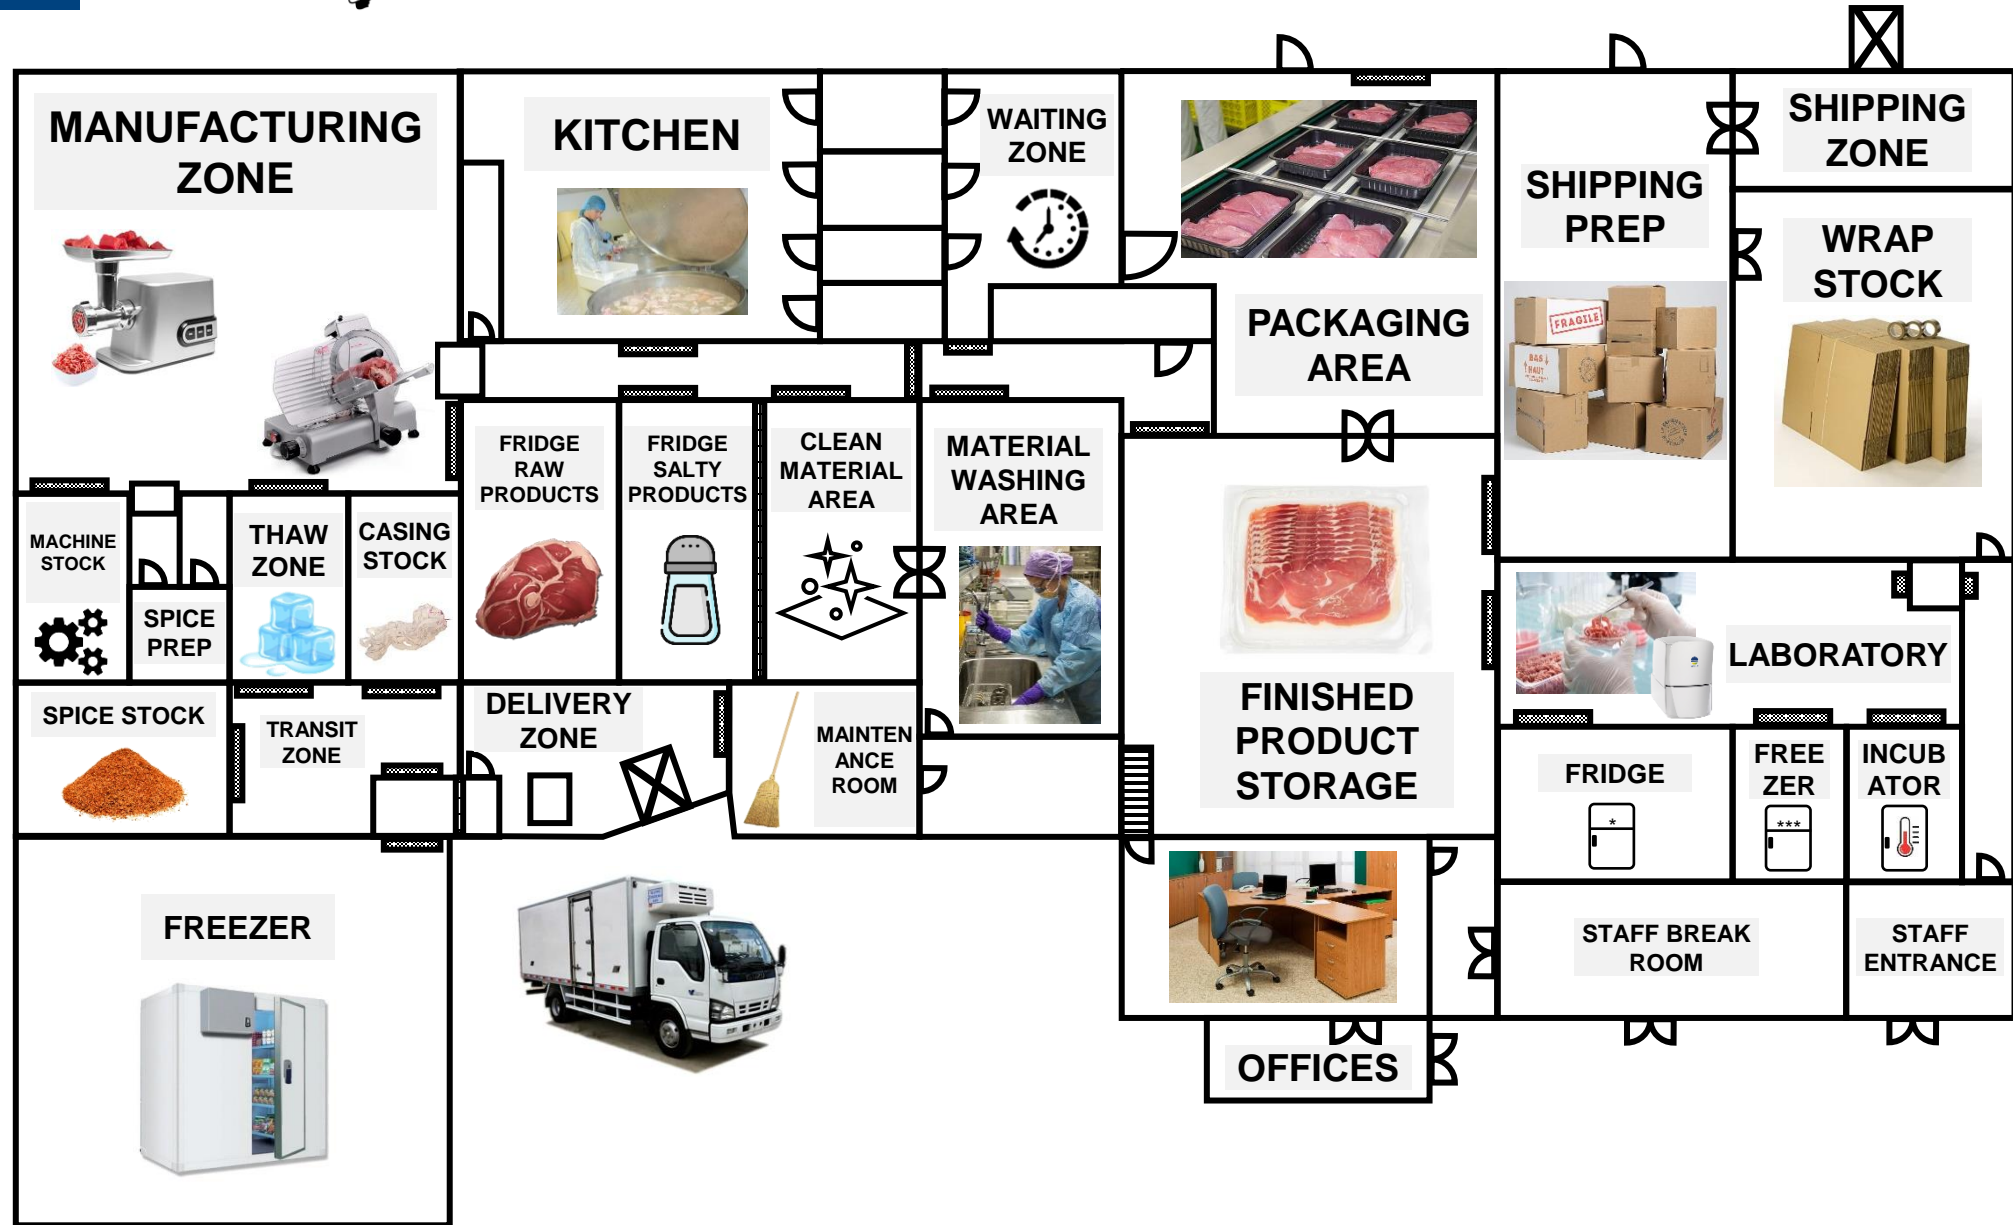 MANUFACTURING
ZONE
KITCHEN
WAITING
ZONE
SHIPPING
ZONE
SHIPPING
PREP
WRAP
STOCK
PACKAGING
AREA
FRAGILE
BAS
HAUT
FRIDGE
RAW
PRODUCTS
FRIDGE
SALTY
PRODUCTS
CLEAN
MATERIAL
AREA
MATERIAL
WASHING
AREA
MACHINE
STOCK
THAW
ZONE
CASING
STOCK
SPICE
PREP
LABORATORY
SPICE STOCK
TRANSIT
ZONE
DELIVERY
ZONE
MAINTEN
ANCE
ROOM
FINISHED
PRODUCT
STORAGE
FRIDGE
*
FREE
ZER
***
INCUB
ATOR
FREEZER
STAFF BREAK
ROOM
STAFF
ENTRANCE
OFFICES